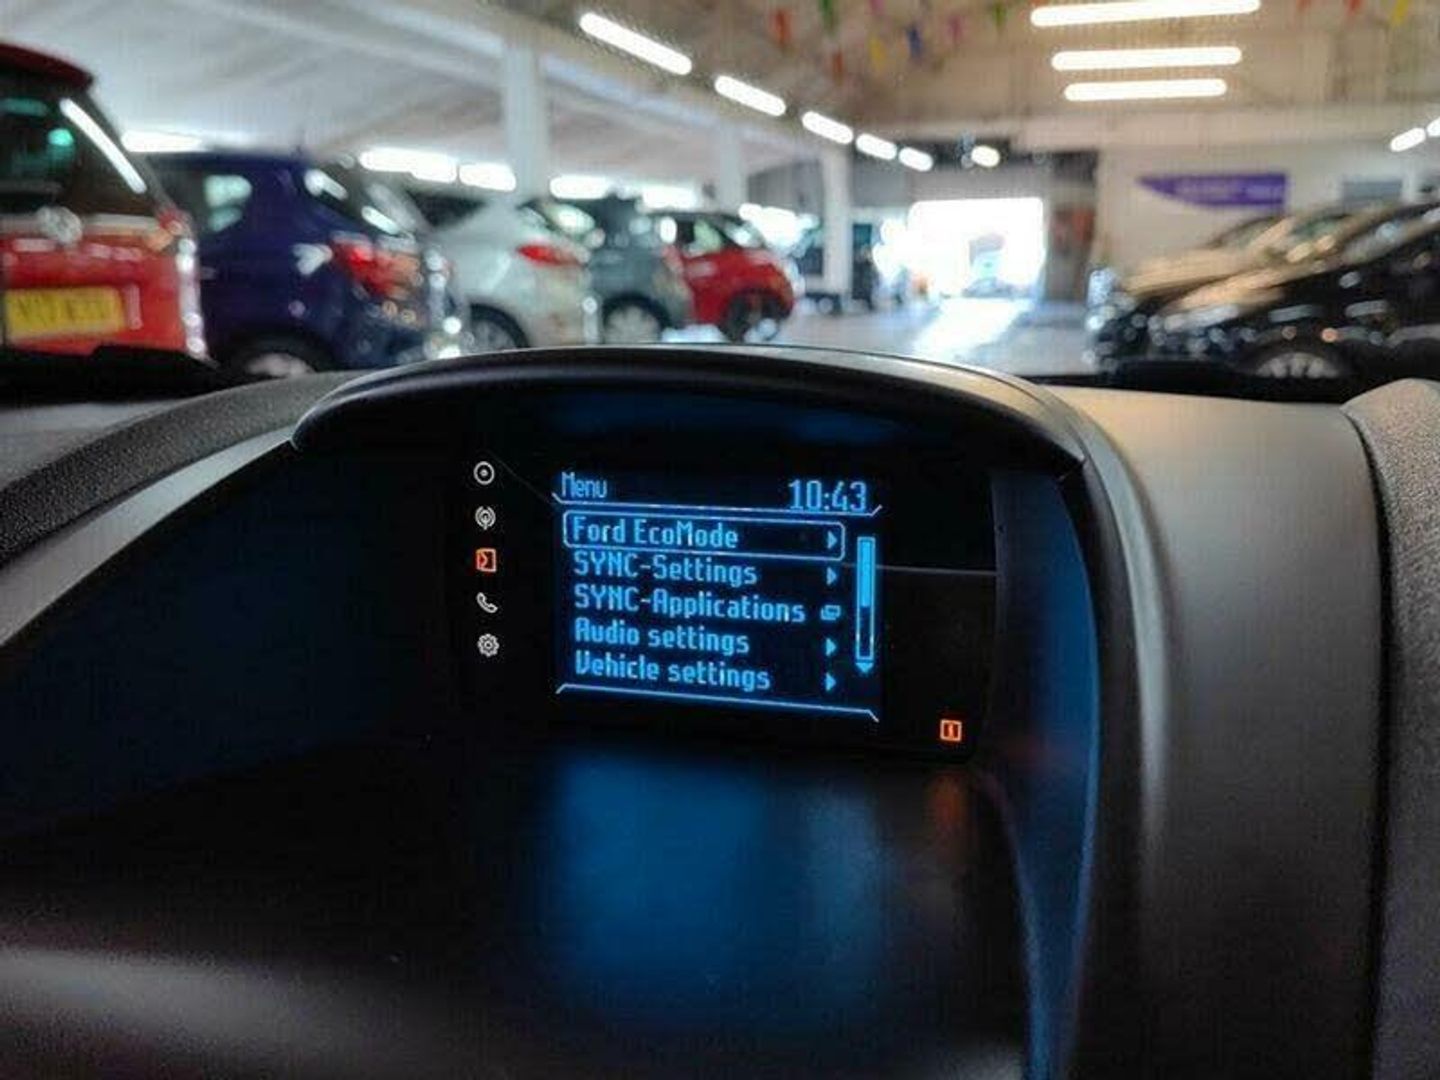 Menu 10:43
Ford EcoMode
SYNC-Settings
SYNC-Applications
Audio settings
Vehicle settings